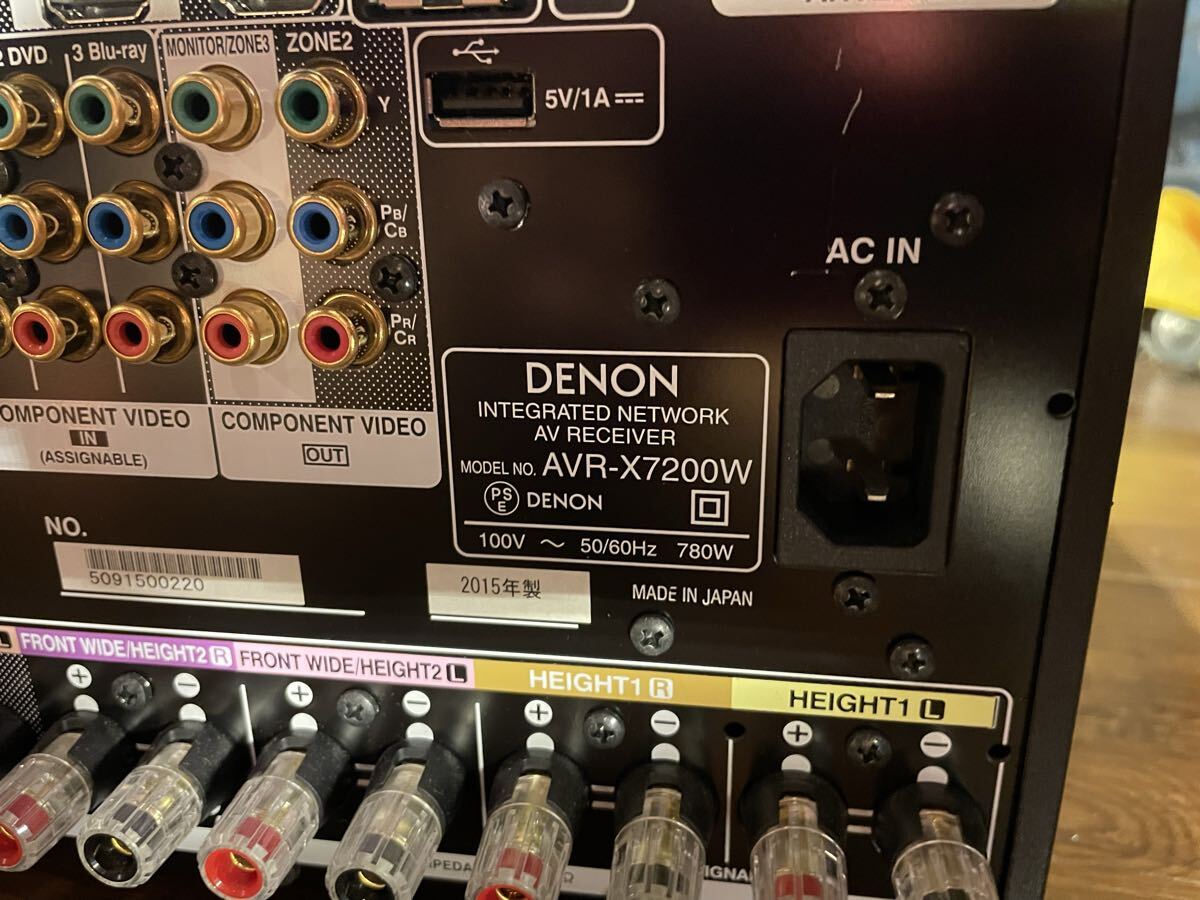 2 DVD
3 Blu-ray
MONITOR/ZONE3
ZONE2
Y
PB/
CB
PR/
CR
5V/1A
AC IN
COMPONENT VIDEO
IN
(ASSIGNABLE)
COMPONENT VIDEO
OUT
DENON
INTEGRATED NETWORK
AV RECEIVER
MODEL NO. AVR-X7200W
PSE DENON
100V ～ 50/60Hz 780W
NO.
5091500220
2015年製
MADE IN JAPAN
L
FRONT WIDE/HEIGHT2 R
FRONT WIDE/HEIGHT2 L
HEIGHT1 R
HEIGHT1 L
+ − + − + − + −